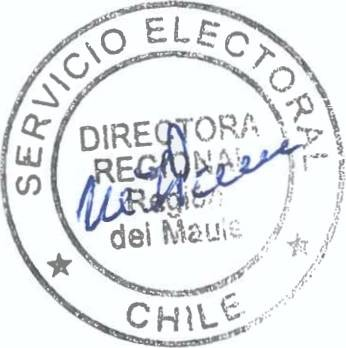 SERVICIO ELECTORAL
DIRECTORA
REGIONAL
Región
del Maule
CHILE